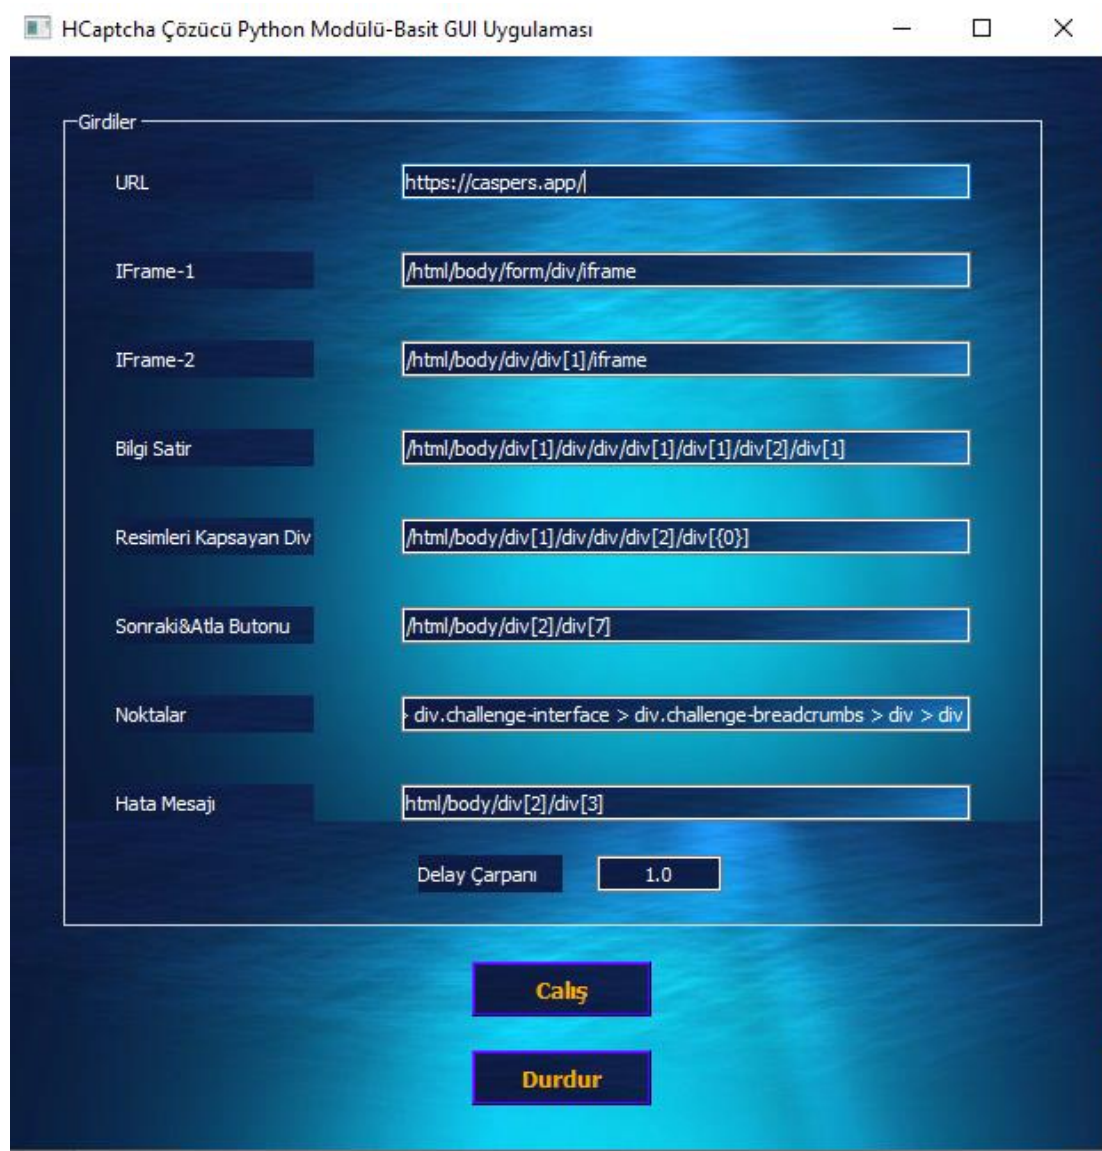 HCaptcha Çözücü Python Modülü-Basit GUI Uygulaması
Girdiler
URL https://caspers.app/
IFrame-1 /html/body/form/div/iframe
IFrame-2 /html/body/div/div[1]/iframe
Bilgi Satir /html/body/div[1]/div/div/div[1]/div[1]/div[2]/div[1]
Resimleri Kapsayan Div /html/body/div[1]/div/div/div[2]/div[{0}]
Sonraki&Atla Butonu /html/body/div[2]/div[7]
Noktalar > div.challenge-interface > div.challenge-breadcrumbs > div > div
Hata Mesajı html/body/div[2]/div[3]
Delay Çarpanı 1.0
Calış
Durdur